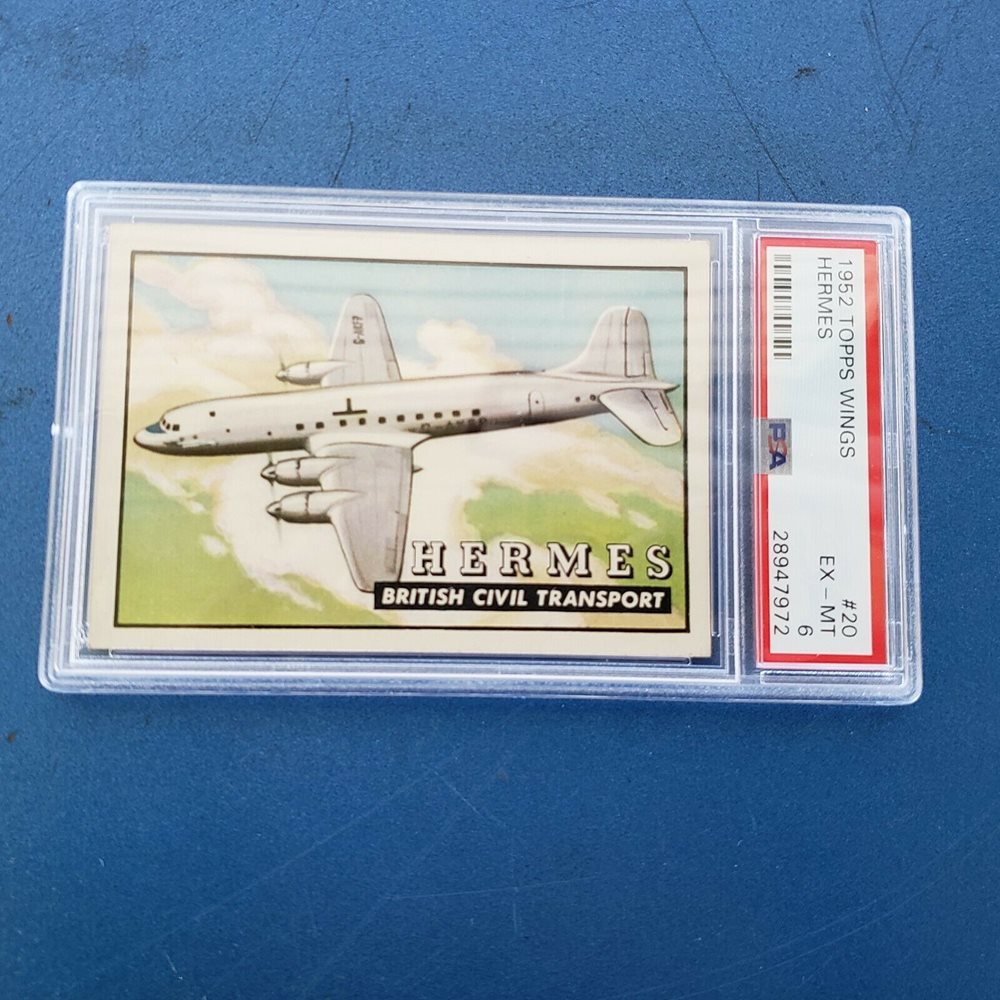 HERMES
BRITISH CIVIL TRANSPORT
1952 TOPPS WINGS
HERMES
PSA
#20
EX - MT
6
28947972